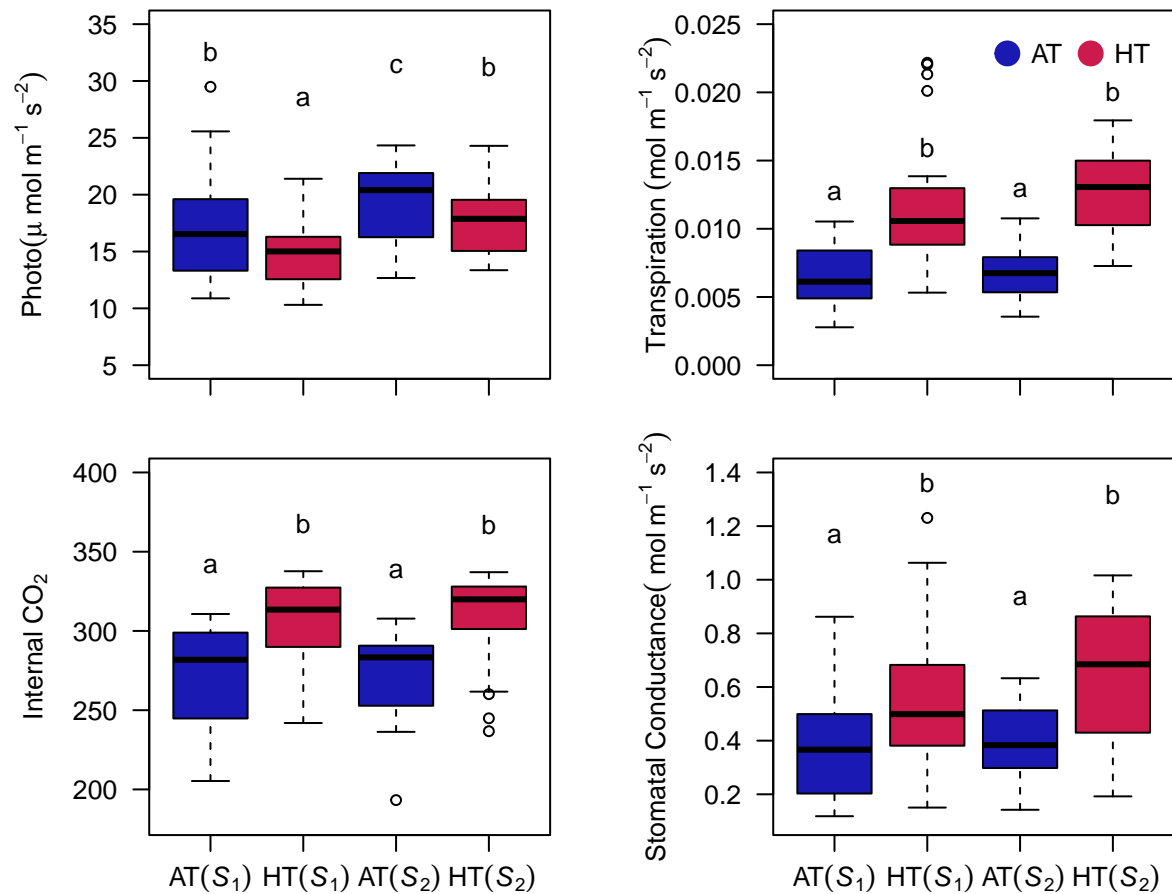 Photo(μ mol m⁻¹ s⁻²)
35
30
25
20
15
10
5
b
a
c
b
Transpiration (mol m⁻¹ s⁻²)
0.025
0.020
0.015
0.010
0.005
0.000
AT HT
a
b
a
b
Internal CO₂
400
350
300
250
200
a
b
a
b
AT(S₁) HT(S₁) AT(S₂) HT(S₂)
Stomatal Conductance( mol m⁻¹ s⁻²)
1.4
1.2
1.0
0.8
0.6
0.4
0.2
a
b
a
b
AT(S₁) HT(S₁) AT(S₂) HT(S₂)